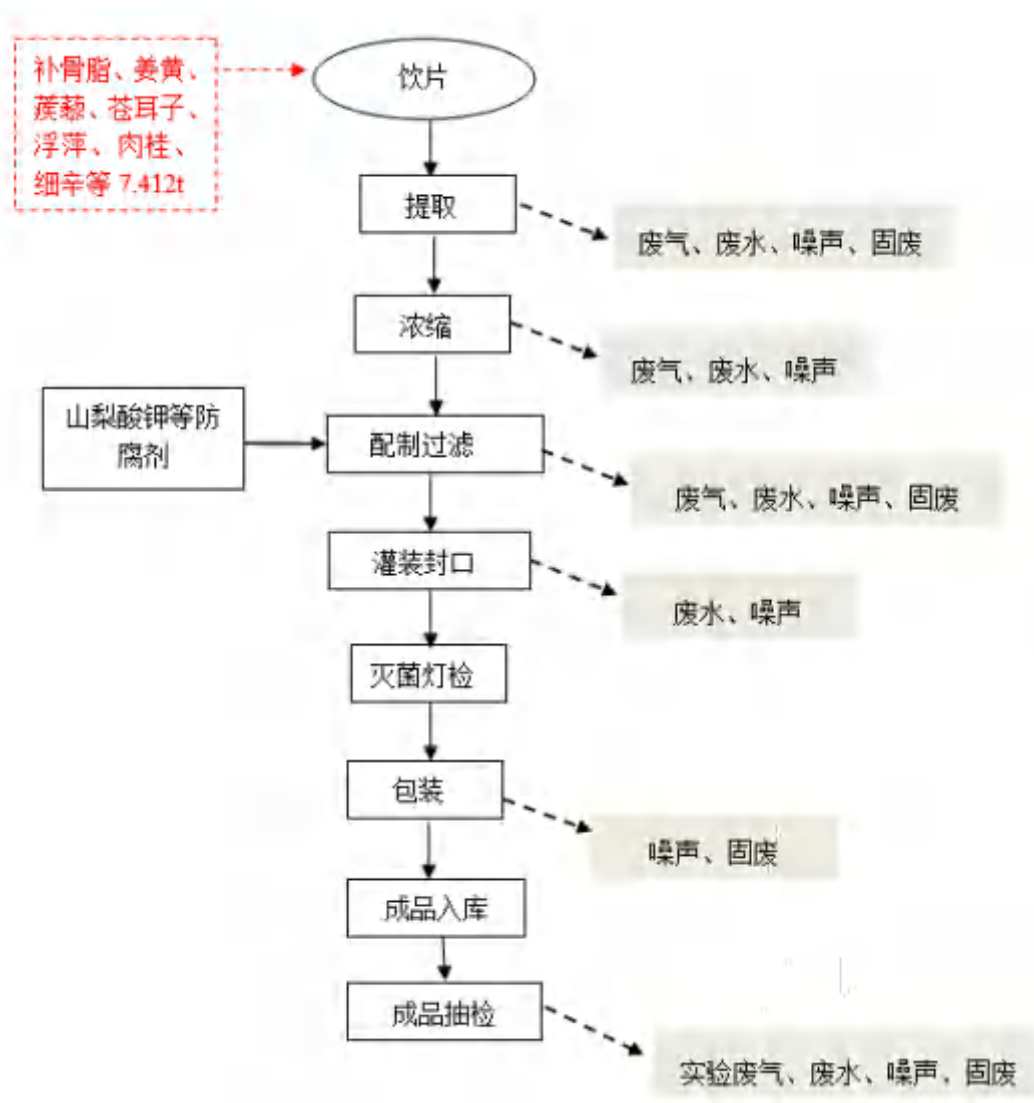 补骨脂、姜黄、
蒺藜、苍耳子、
浮萍、肉桂、
细辛等 7.412t
饮片
提取
废气、废水、噪声、固废
浓缩
废气、废水、噪声
山梨酸钾等防
腐剂
配制过滤
废气、废水、噪声、固废
灌装封口
废水、噪声
灭菌灯检
包装
噪声、固废
成品入库
成品抽检
实验废气、废水、噪声、固废